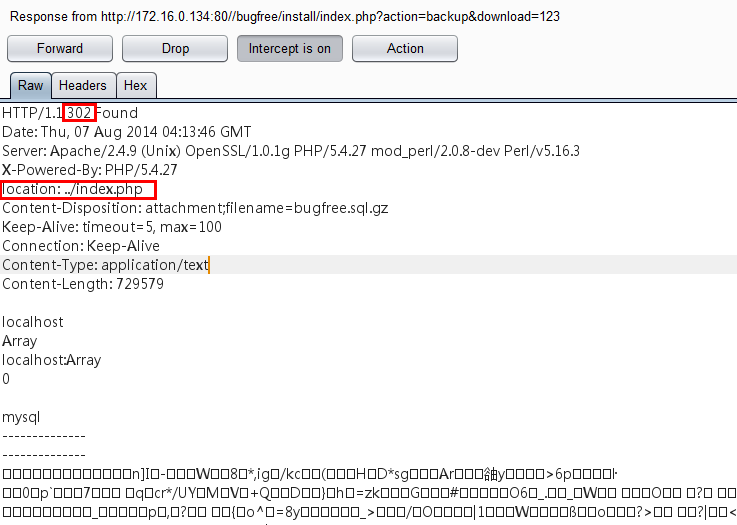 Response from http://172.16.0.134:80//bugfree/install/index.php?action=backup&download=123
Forward Drop Intercept is on Action
Raw Headers Hex
HTTP/1.1 302 Found
Date: Thu, 07 Aug 2014 04:13:46 GMT
Server: Apache/2.4.9 (Unix) OpenSSL/1.0.1g PHP/5.4.27 mod_perl/2.0.8-dev Perl/v5.16.3
X-Powered-By: PHP/5.4.27
location: ../index.php
Content-Disposition: attachment;filename=bugfree.sql.gz
Keep-Alive: timeout=5, max=100
Connection: Keep-Alive
Content-Type: application/text
Content-Length: 729579
localhost
Array
localhost:Array
0
mysql
--------------
--------------